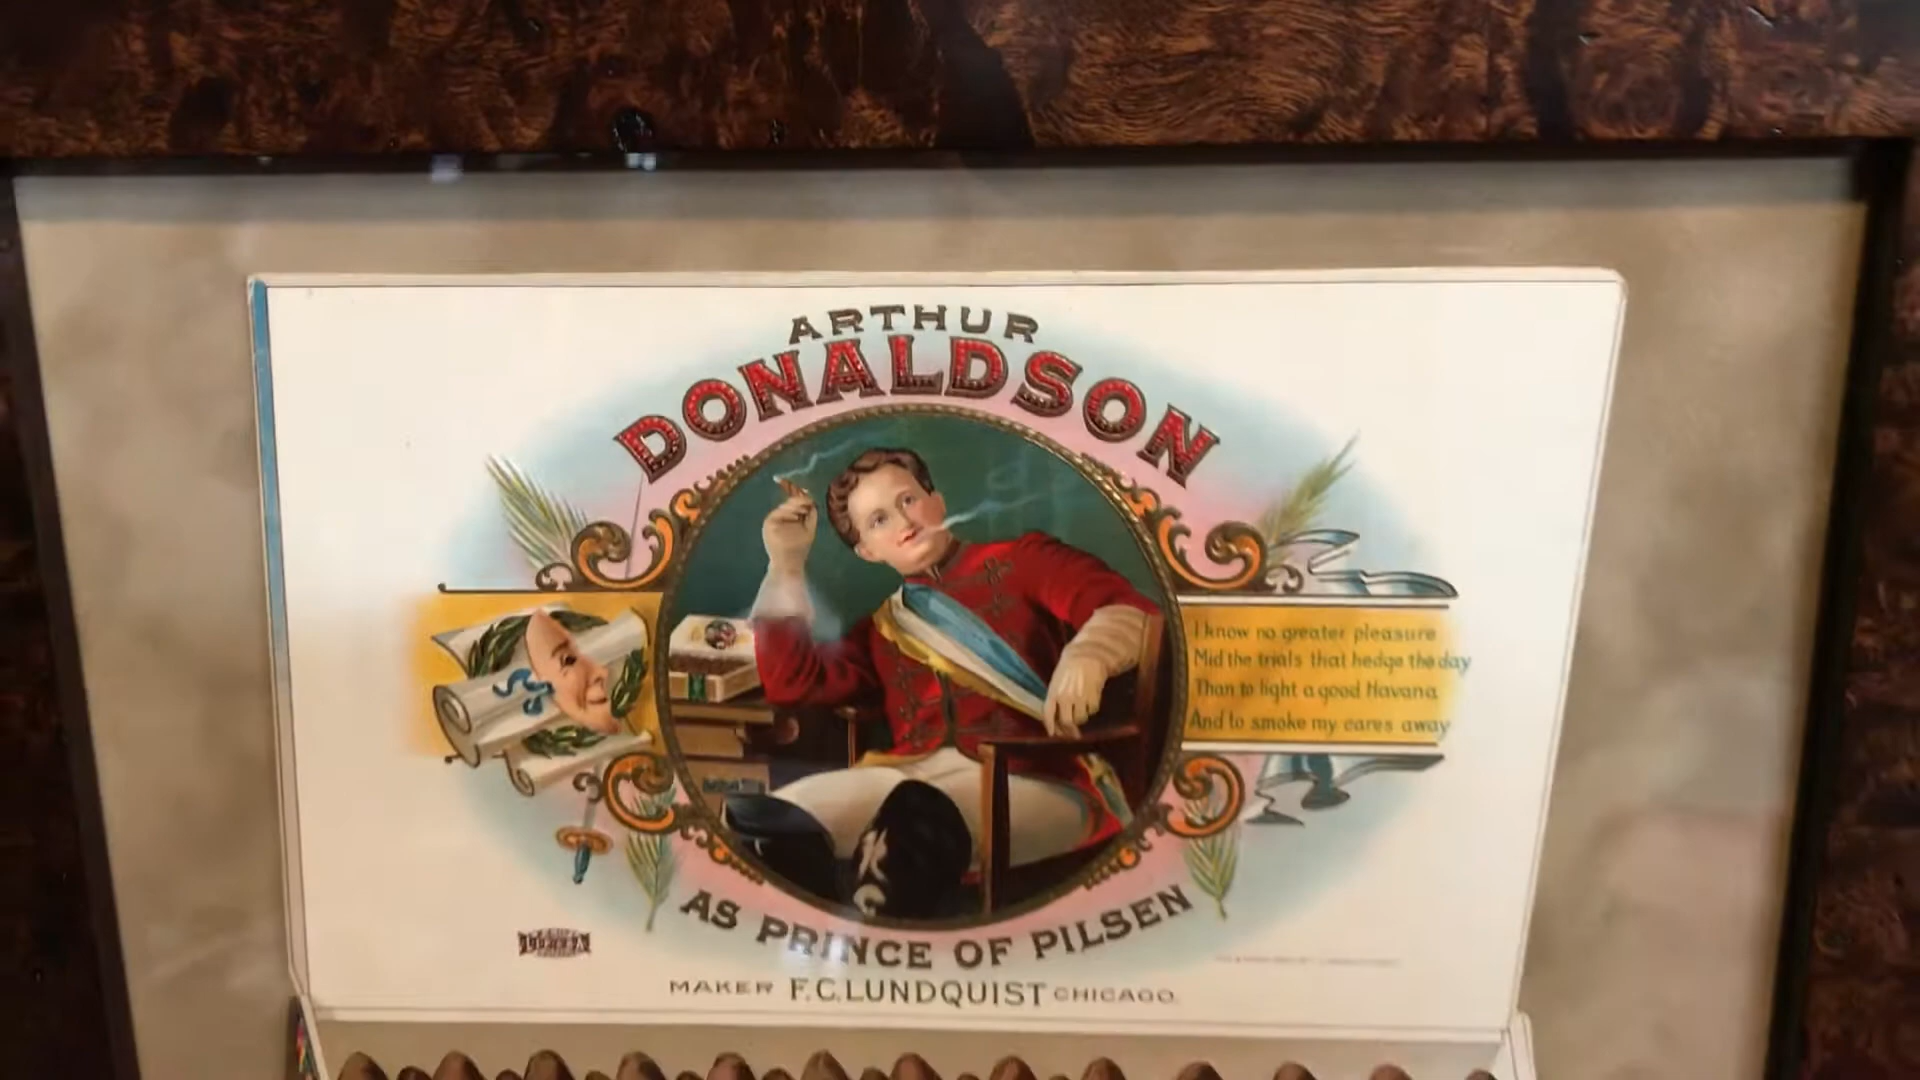 ARTHUR
DONALDSON
I know no greater pleasure
Mid the trials that hedge the day
Than to light a good Havana
And to smoke my cares away
AS PRINCE OF PILSEN
MAKER F.C. LUNDQUIST CHICAGO.